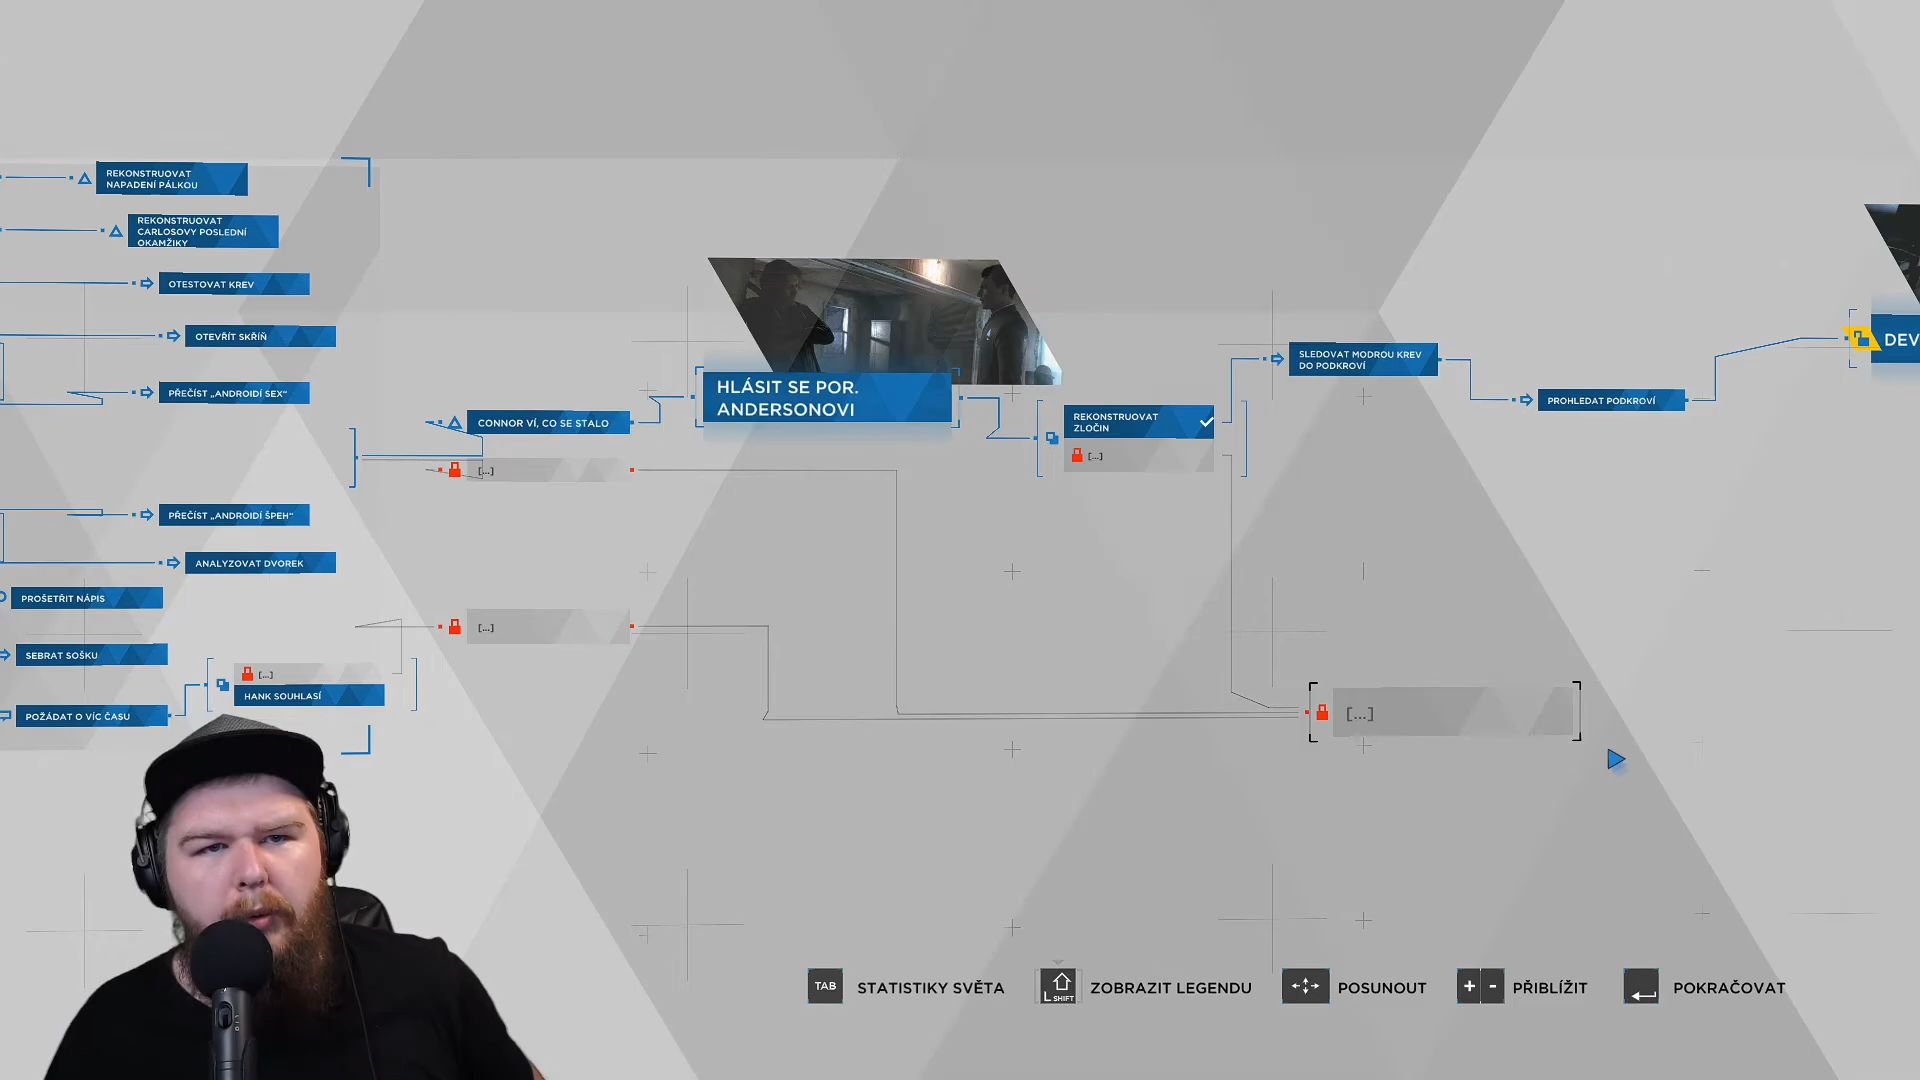 REKONSTRUOVAT
NAPADENÍ PÁLKOU
REKONSTRUOVAT
CARLOSOVY POSLEDNÍ
OKAMŽIKY
OTESTOVAT KREV
OTEVŘÍT SKŘÍŇ
PŘEČÍST „ANDROIDÍ SEX“
PŘEČÍST „ANDROIDÍ ŠPEH“
ANALYZOVAT DVOREK
PROŠETŘIT NÁPIS
SEBRAT SOŠKU
POŽÁDAT O VÍC ČASU
[...]
HANK SOUHLASÍ
CONNOR VÍ, CO SE STALO
[...]
[...]
HLÁSIT SE POR.
ANDERSONOVI
REKONSTRUOVAT
ZLOČIN
[...]
SLEDOVAT MODROU KREV
DO PODKROVÍ
PROHLEDAT PODKROVÍ
DEV
[...]
TAB STATISTIKY SVĚTA
L SHIFT ZOBRAZIT LEGENDU
POSUNOUT
+ - PŘIBLÍŽIT
POKRAČOVAT